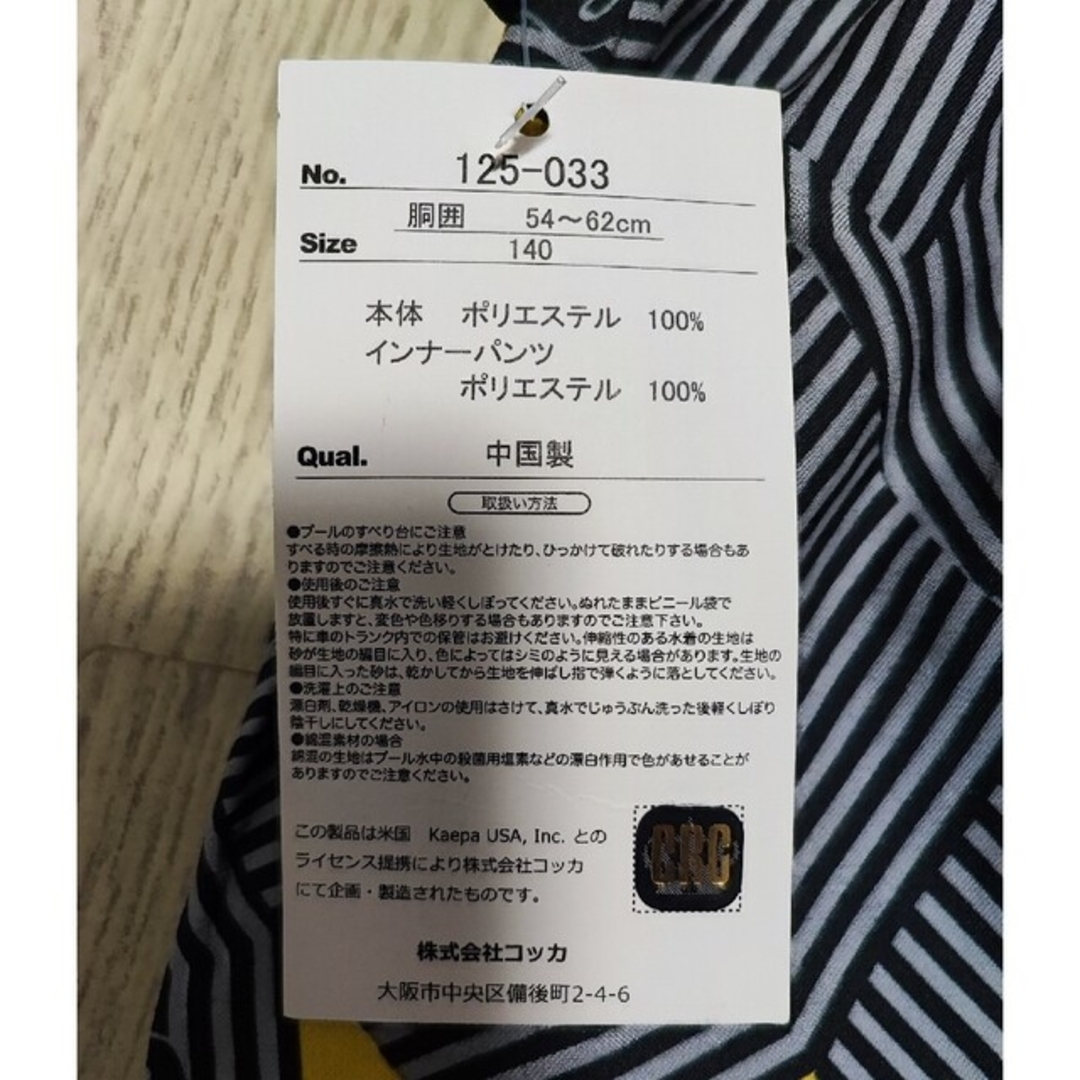 No. 125-033
胴囲 54～62cm
Size 140
本体 ポリエステル 100%
インナーパンツ
ポリエステル 100%
Qual. 中国製
取扱い方法
●プールのすべり台にご注意
すべる時の摩擦熱により生地がとけたり、ひっかけて破れたりする場合もあ
りますのでご注意ください。
●使用後のご注意
使用後すぐに真水で洗い軽くしぼってください。ぬれたままビニール袋で
放置しますと、変色や色移りする場合もありますのでご注意下さい。
特に車のトランク内での保管はお避けください。伸縮性のある水着の生地は
砂が生地の編目に入り、色によってはシミのように見える場合があります。生地の
編目に入った砂は、乾かしてから生地を伸ばし指で弾くように落としてください。
●洗濯上のご注意
漂白剤、乾燥機、アイロンの使用はさけて、真水でじゅうぶん洗った後軽くしぼり
陰干しにしてください。
●綿混素材の場合
綿混の生地はプール水中の殺菌用塩素などの漂白作用で色があせることが
ありますのでご注意ください。
この製品は米国 Kaepa USA, Inc. との
ライセンス提携により株式会社コッカ
にて企画・製造されたものです。
株式会社コッカ
大阪市中央区備後町2-4-6